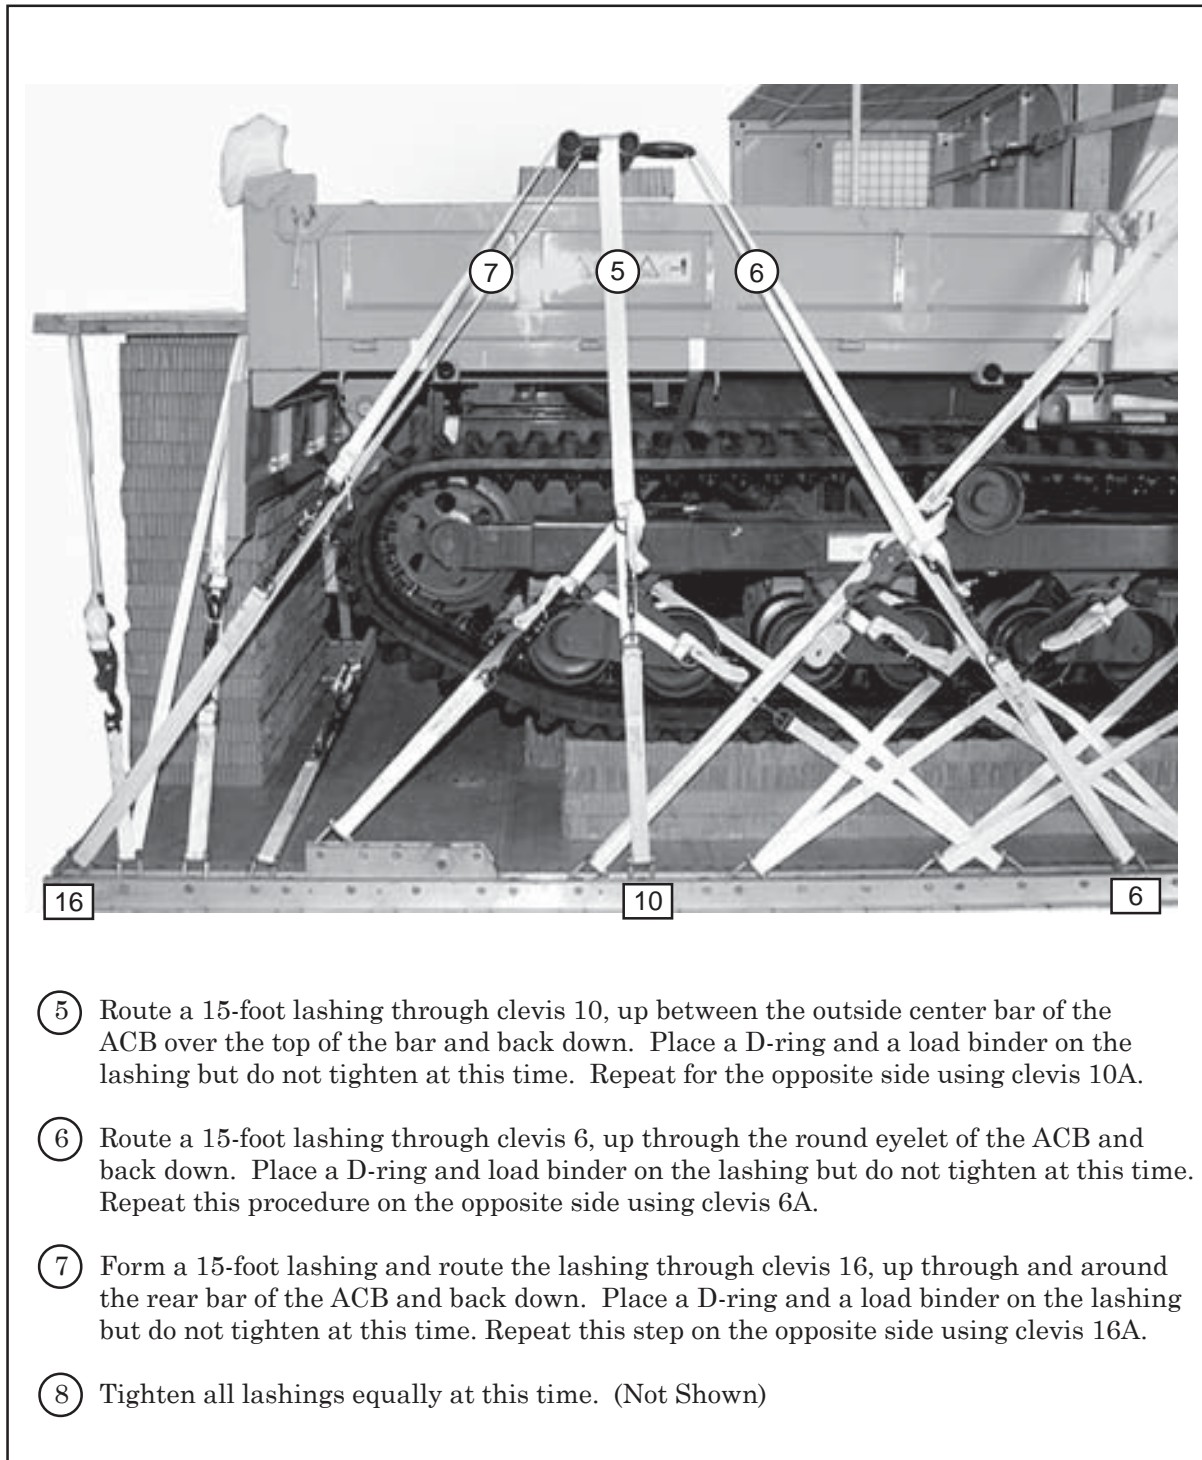 7
5
6
16
10
6
5 Route a 15-foot lashing through clevis 10, up between the outside center bar of the
ACB over the top of the bar and back down. Place a D-ring and a load binder on the
lashing but do not tighten at this time. Repeat for the opposite side using clevis 10A.
6 Route a 15-foot lashing through clevis 6, up through the round eyelet of the ACB and
back down. Place a D-ring and load binder on the lashing but do not tighten at this time.
Repeat this procedure on the opposite side using clevis 6A.
7 Form a 15-foot lashing and route the lashing through clevis 16, up through and around
the rear bar of the ACB and back down. Place a D-ring and a load binder on the lashing
but do not tighten at this time. Repeat this step on the opposite side using clevis 16A.
8 Tighten all lashings equally at this time. (Not Shown)